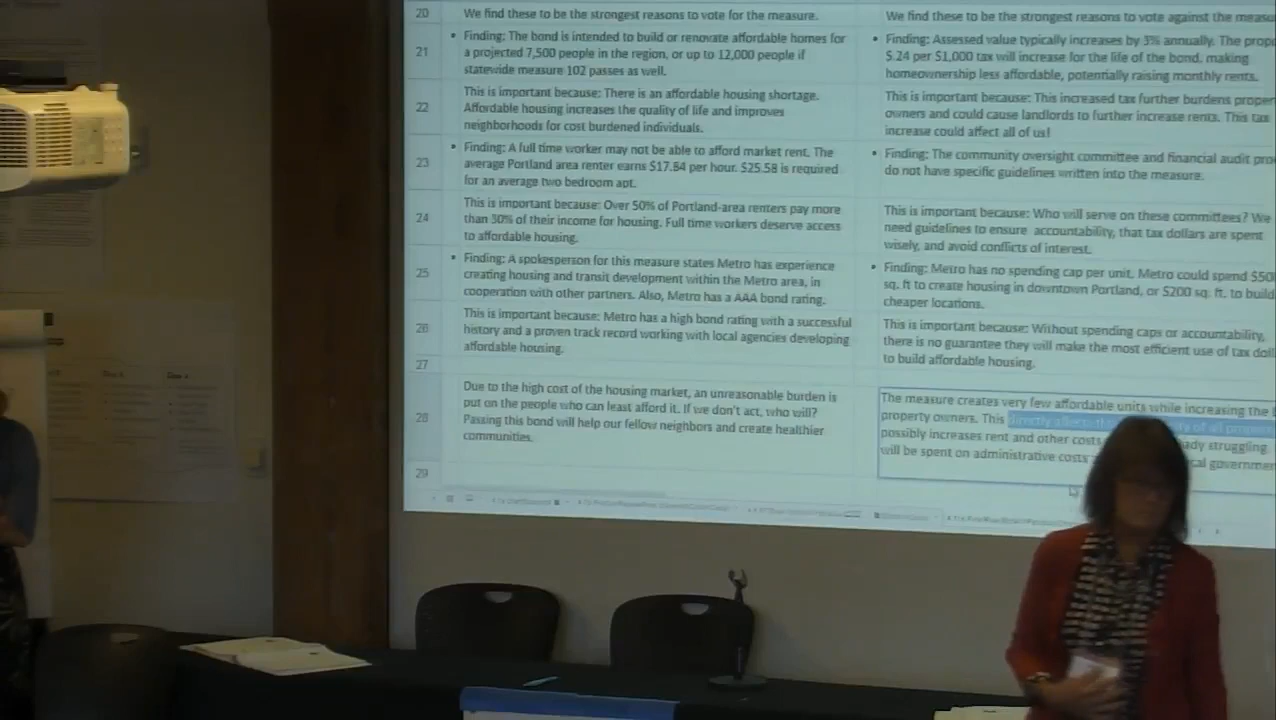 20
We find these to be the strongest reasons to vote for the measure.
We find these to be the strongest reasons to vote against the
21
• Finding: The bond is intended to build or renovate affordable homes for
a projected 7,500 people in the region, or up to 12,000 people if
statewide measure 102 passes as well.
• Finding: Assessed value typically increases by 3% annually. The
$.24 per $1,000 tax will increase for the life of the bond, making
homeownership less affordable, potentially raising monthly rents.
22
This is important because: There is an affordable housing shortage.
Affordable housing increases the quality of life and improves
neighborhoods for cost burdened individuals.
This is important because: This increased tax further burdens
owners and could cause landlords to further increase rents. This tax
increase could affect all of us!
23
• Finding: A full time worker may not be able to afford market rent. The
average Portland area renter earns $17.84 per hour. $25.58 is required
for an average two bedroom apt.
• Finding: The community oversight committee and financial audit
do not have specific guidelines written into the measure.
24
This is important because: Over 50% of Portland-area renters pay more
than 30% of their income for housing. Full time workers deserve access
to affordable housing.
This is important because: Who will serve on these committees? We
need guidelines to ensure accountability, that tax dollars are spent
wisely, and avoid conflicts of interest.
25
• Finding: A spokesperson for this measure states Metro has experience
creating housing and transit development within the Metro area, in
cooperation with other partners. Also, Metro has a AAA bond rating.
• Finding: Metro has no spending cap per unit. Metro could spend
sq. ft to create housing in downtown Portland, or $200 sq. ft. to build
cheaper locations.
26
This is important because: Metro has a high bond rating with a successful
history and a proven track record working with local agencies developing
affordable housing.
This is important because: Without spending caps or accountability,
there is no guarantee they will make the most efficient use of tax
to build affordable housing.
27
28
Due to the high cost of the housing market, an unreasonable burden is
put on the people who can least afford it. If we don't act, who will?
Passing this bond will help our fellow neighbors and create healthier
communities.
The measure creates very few affordable units while increasing the
property owners. This directly affects of all
possibly increases rent and other costs struggling
will be spent on administrative costs
29